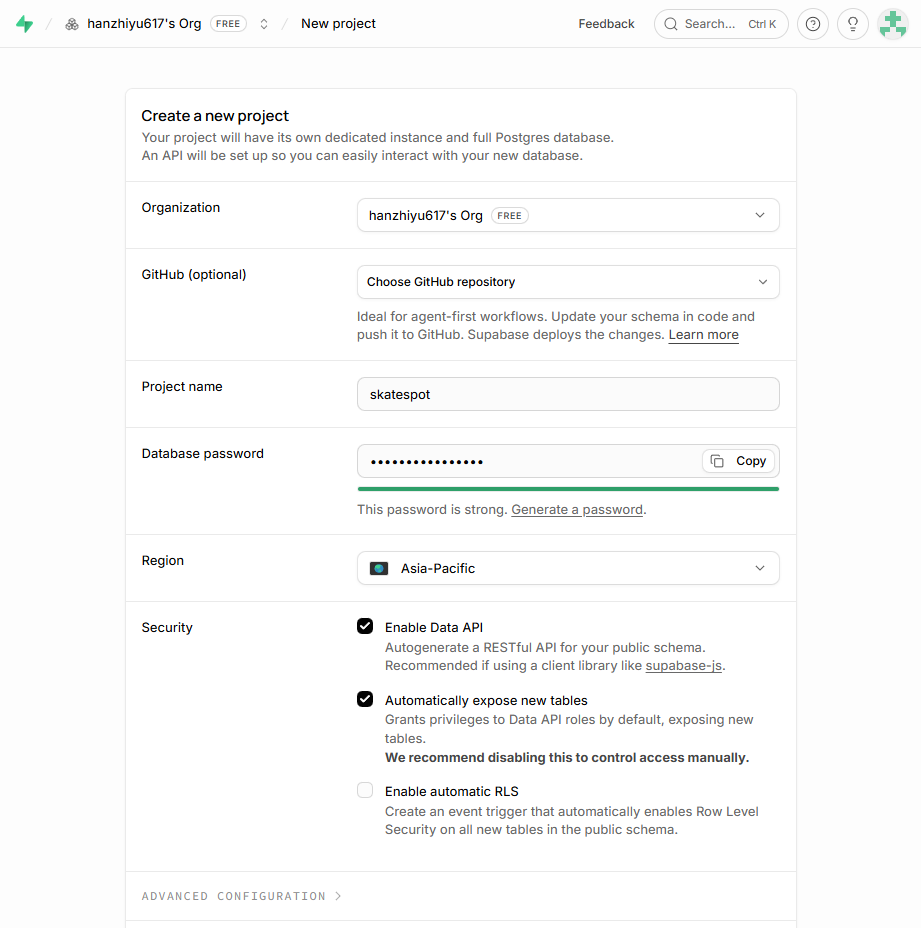 hanzhiyu617's Org FREE New project Feedback Search... Ctrl K
Create a new project
Your project will have its own dedicated instance and full Postgres database.
An API will be set up so you can easily interact with your new database.
Organization
hanzhiyu617's Org FREE
GitHub (optional)
Choose GitHub repository
Ideal for agent-first workflows. Update your schema in code and
push it to GitHub. Supabase deploys the changes. Learn more
Project name
skatespot
Database password
•••••••••••••••• Copy
This password is strong. Generate a password.
Region
Asia-Pacific
Security
Enable Data API
Autogenerate a RESTful API for your public schema.
Recommended if using a client library like supabase-js.
Automatically expose new tables
Grants privileges to Data API roles by default, exposing new
tables.
We recommend disabling this to control access manually.
Enable automatic RLS
Create an event trigger that automatically enables Row Level
Security on all new tables in the public schema.
ADVANCED CONFIGURATION